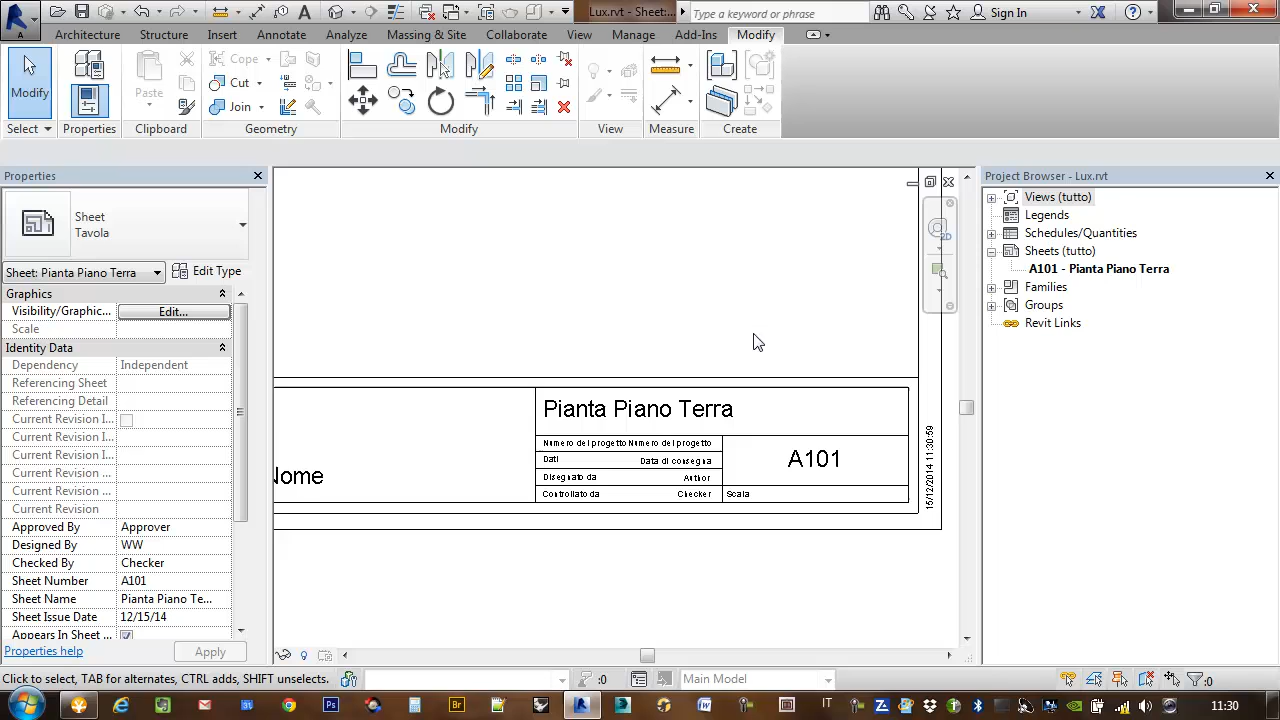 Lux.rvt - Sheet:...
Type a keyword or phrase
Sign In
Architecture
Structure
Insert
Annotate
Analyze
Massing & Site
Collaborate
View
Manage
Add-Ins
Modify
Modify
Paste
Cope
Cut
Join
Select
Properties
Clipboard
Geometry
Modify
View
Measure
Create
Properties
Sheet
Tavola
Sheet: Pianta Piano Terra
Edit Type
Graphics
Visibility/Graphic...
Edit...
Scale
Identity Data
Dependency
Independent
Referencing Sheet
Referencing Detail
Current Revision I...
Current Revision I...
Current Revision ...
Current Revision ...
Current Revision ...
Current Revision
Approved By
Approver
Designed By
WW
Checked By
Checker
Sheet Number
A101
Sheet Name
Pianta Piano Te...
Sheet Issue Date
12/15/14
Appears In Sheet ...
Properties help
Apply
2D
Pianta Piano Terra
Numero del progetto
Numero del progetto
Dati
Data di consegna
Disegnato da
Author
Controllato da
Checker
A101
Scala
Nome
15/12/2014 11:30:59
Project Browser - Lux.rvt
Views (tutto)
Legends
Schedules/Quantities
Sheets (tutto)
A101 - Pianta Piano Terra
Families
Groups
Revit Links
Click to select, TAB for alternates, CTRL adds, SHIFT unselects.
:0
Main Model
:0
Ps
Br
IT
11:30